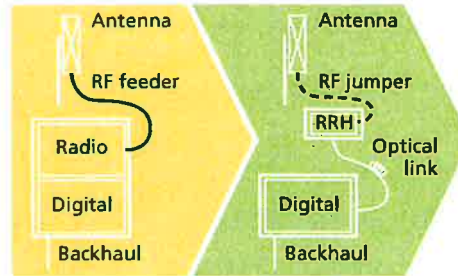 Antenna
RF feeder
Radio
Digital
Backhaul
Antenna
RF jumper
RRH
Optical
link
Digital
Backhaul